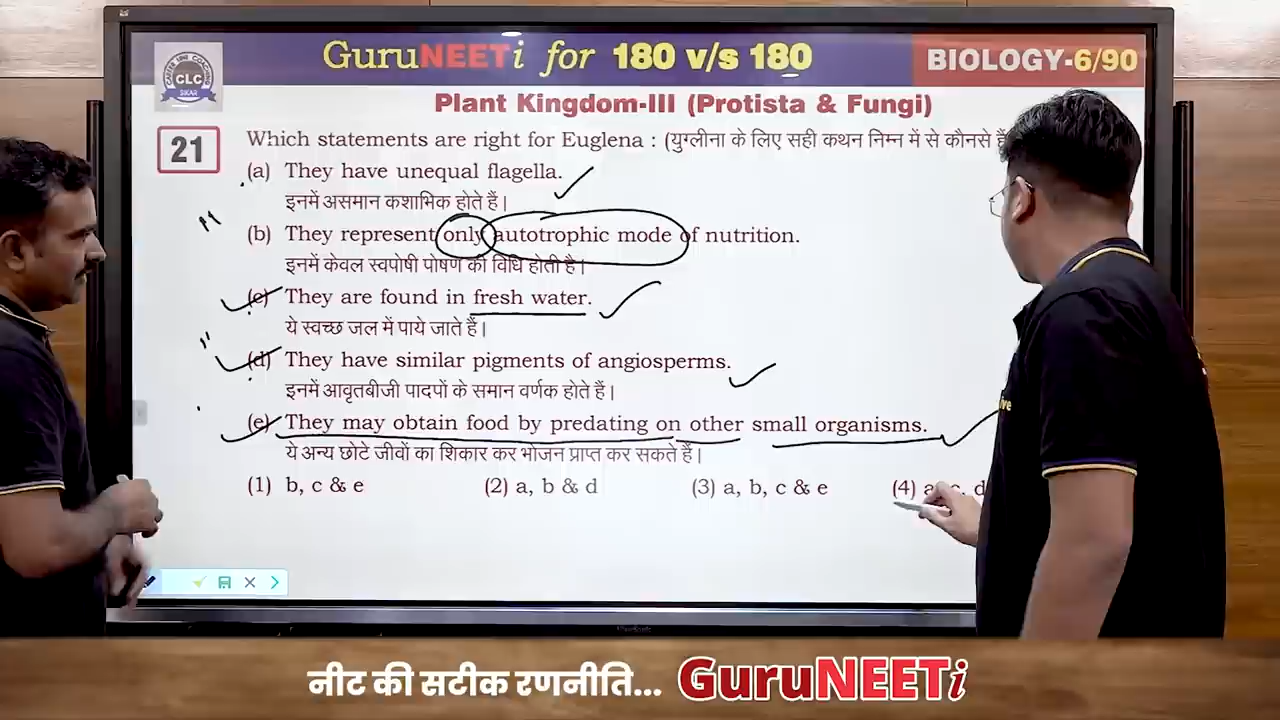 GuruNEETi for 180 v/s 180
BIOLOGY-6/90
CLC
SIKAR
Plant Kingdom-III (Protista & Fungi)
21
Which statements are right for Euglena : (युग्लीना के लिए सही कथन निम्न में से कौनसे हैं
(a) They have unequal flagella.
इनमें असमान कशाभिक होते हैं।
(b) They represent only autotrophic mode of nutrition.
इनमें केवल स्वपोषी पोषण की विधि होती है।
(c) They are found in fresh water.
ये स्वच्छ जल में पाये जाते हैं।
(d) They have similar pigments of angiosperms.
इनमें आवृतबीजी पादपों के समान वर्णक होते हैं।
(e) They may obtain food by predating on other small organisms.
ये अन्य छोटे जीवों का शिकार कर भोजन प्राप्त कर सकते हैं।
(1) b, c & e (2) a, b & d (3) a, b, c & e (4) a, c, d
नीट की सटीक रणनीति... GuruNEETi